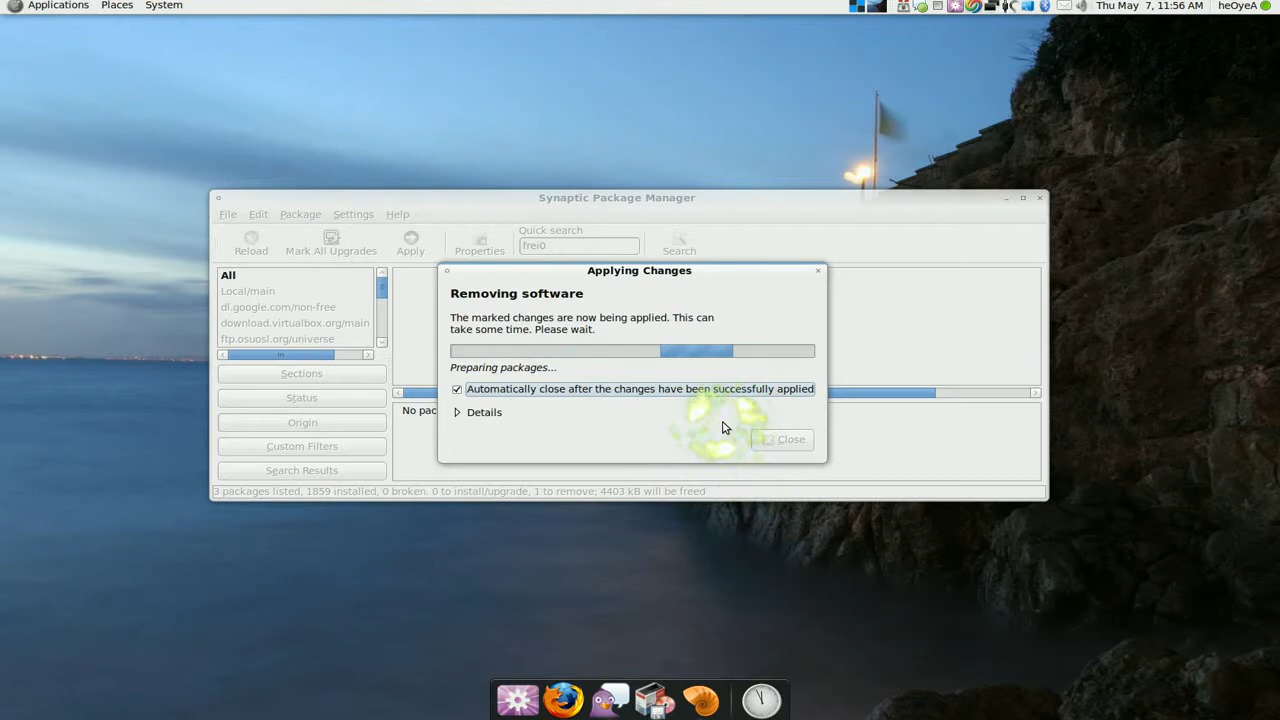 Applications Places System
Thu May 7, 11:56 AM heOyeA
Synaptic Package Manager
File Edit Package Settings Help
Reload Mark All Upgrades Apply Properties
Quick search
frei0
Search
All
Local/main
dl.google.com/non-free
download.virtualbox.org/main
ftp.osuosl.org/universe
Sections
Status
Origin
Custom Filters
Search Results
No pac
3 packages listed, 1859 installed, 0 broken. 0 to install/upgrade, 1 to remove; 4403 kB will be freed
Applying Changes
Removing software
The marked changes are now being applied. This can
take some time. Please wait.
Preparing packages...
Automatically close after the changes have been successfully applied
Details
Close